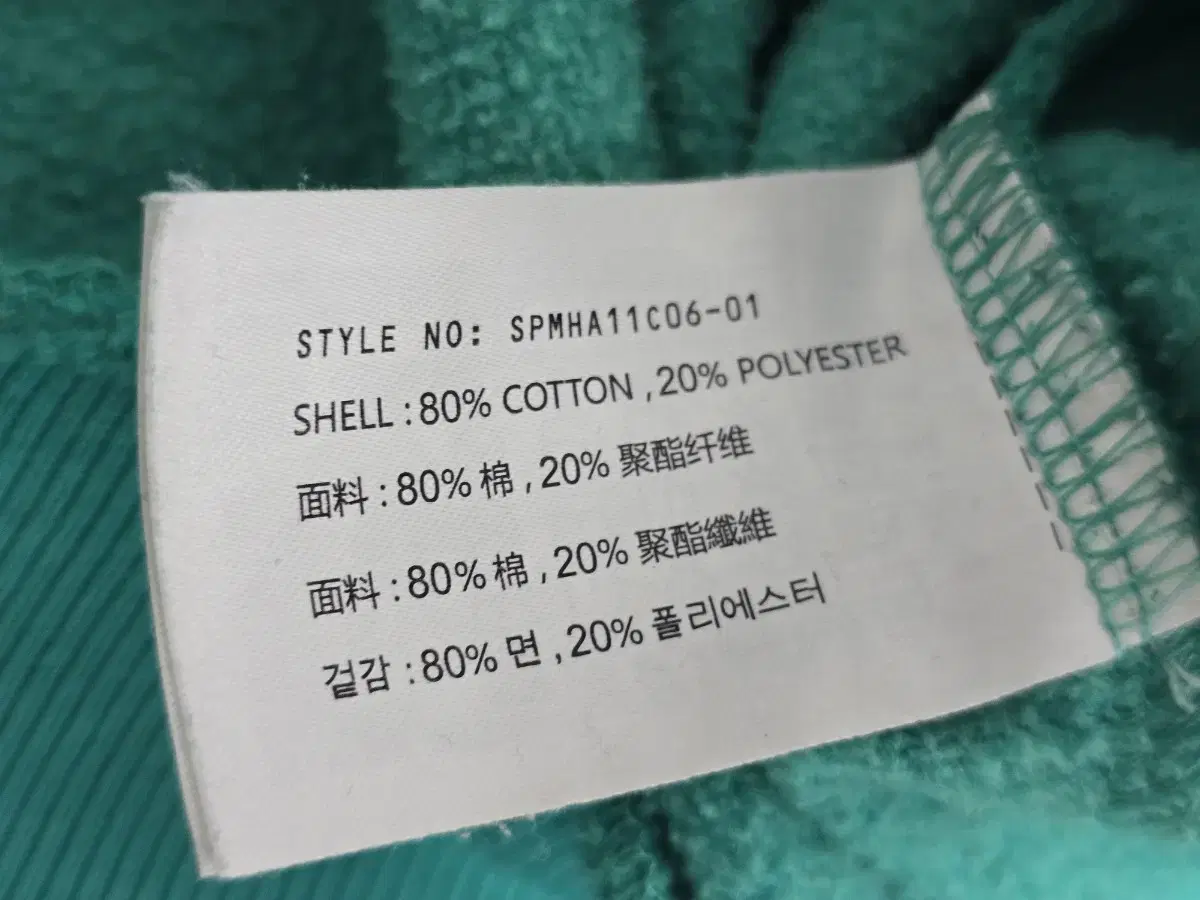 STYLE NO: SPMHA11C06-01
SHELL : 80% COTTON , 20% POLYESTER
面料 : 80% 棉 , 20% 聚酯纤维
面料 : 80% 棉 , 20% 聚酯纖維
겉감 : 80% 면 , 20% 폴리에스터